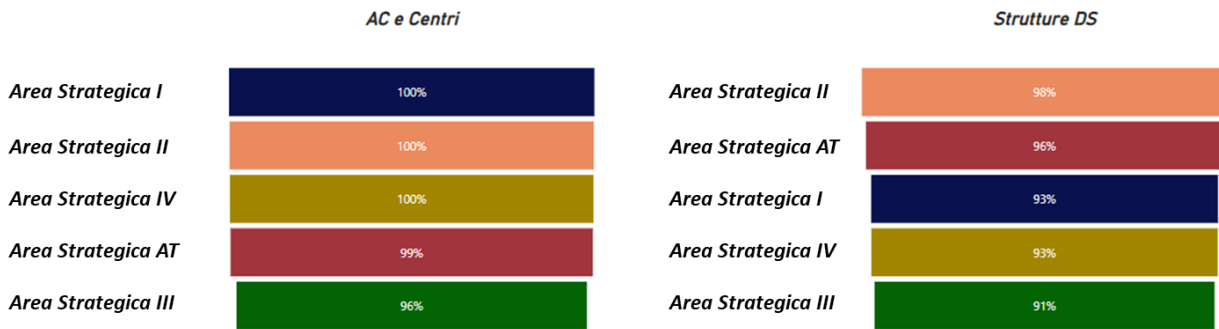 AC e Centri
Area Strategica I
100%
Area Strategica II
100%
Area Strategica IV
100%
Area Strategica AT
99%
Area Strategica III
96%
Strutture DS
Area Strategica II
98%
Area Strategica AT
96%
Area Strategica I
93%
Area Strategica IV
93%
Area Strategica III
91%